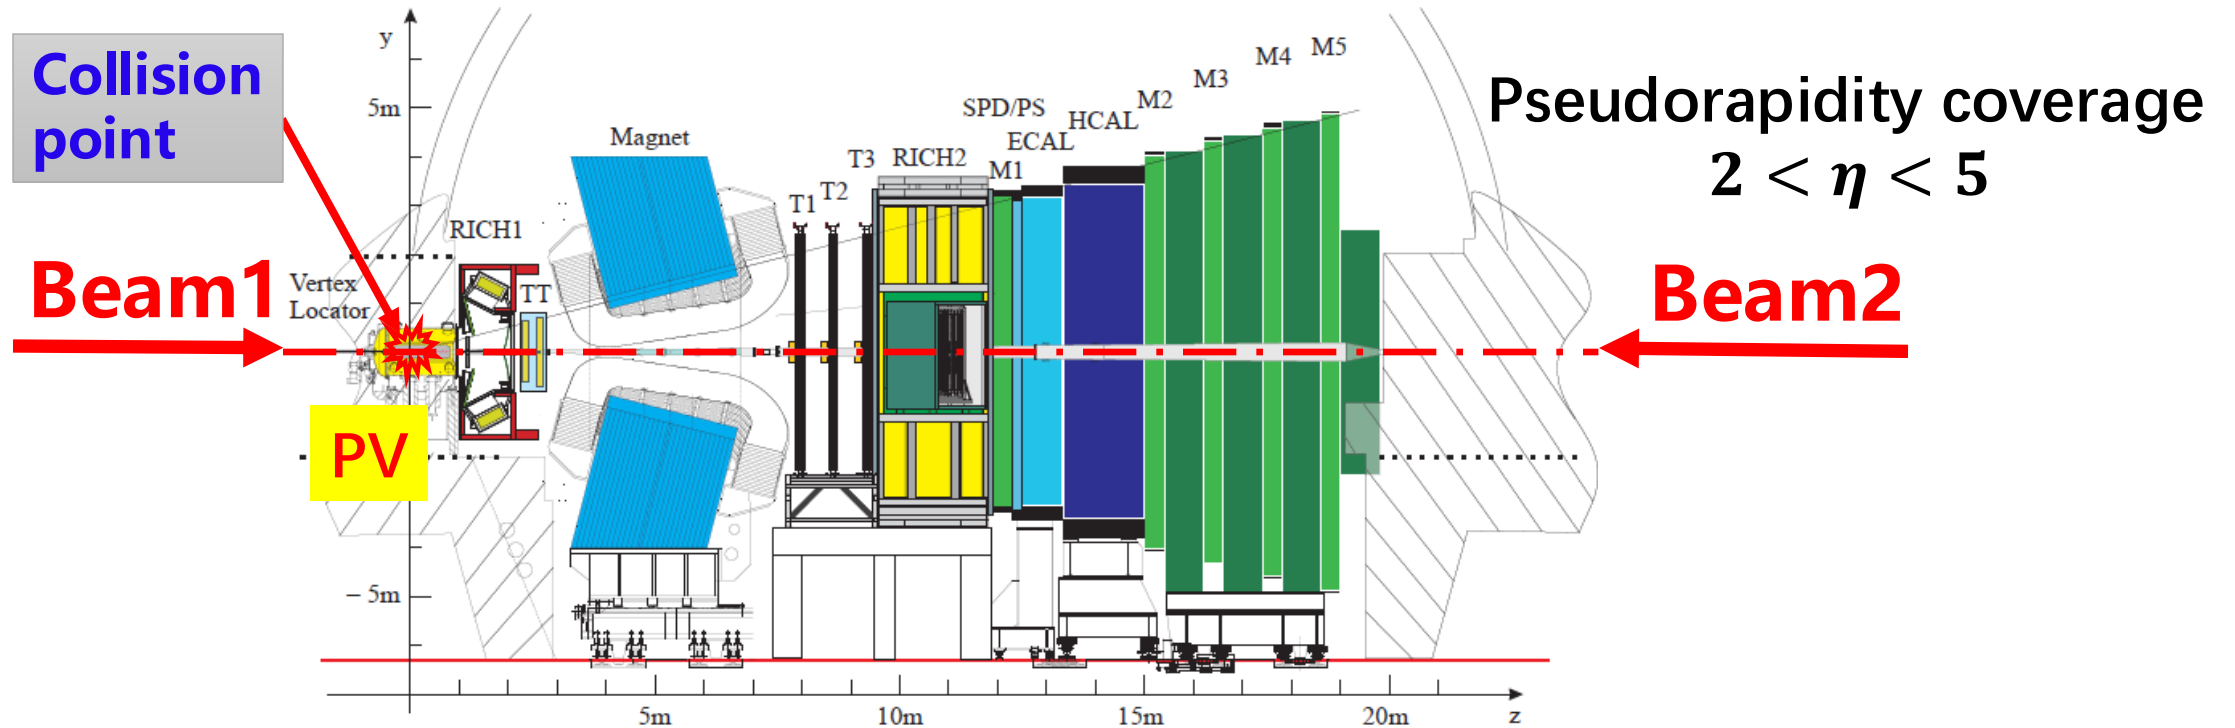 Collision
point
Beam1
Vertex
Locator
PV
y
5m
− 5m
RICH1
TT
Magnet
T1
T2
T3
RICH2
M1
SPD/PS
ECAL
HCAL
M2
M3
M4
M5
Pseudorapidity coverage
2 < η < 5
Beam2
5m
10m
15m
20m
z